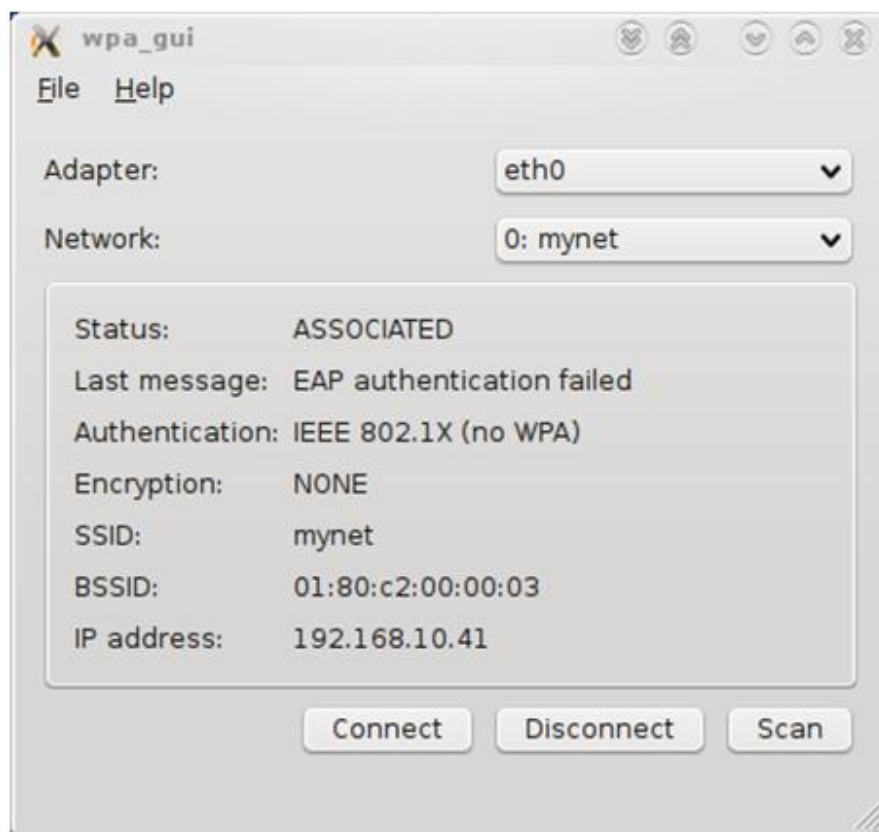 wpa_gui
File Help
Adapter: eth0
Network: 0: mynet
Status: ASSOCIATED
Last message: EAP authentication failed
Authentication: IEEE 802.1X (no WPA)
Encryption: NONE
SSID: mynet
BSSID: 01:80:c2:00:00:03
IP address: 192.168.10.41
Connect Disconnect Scan